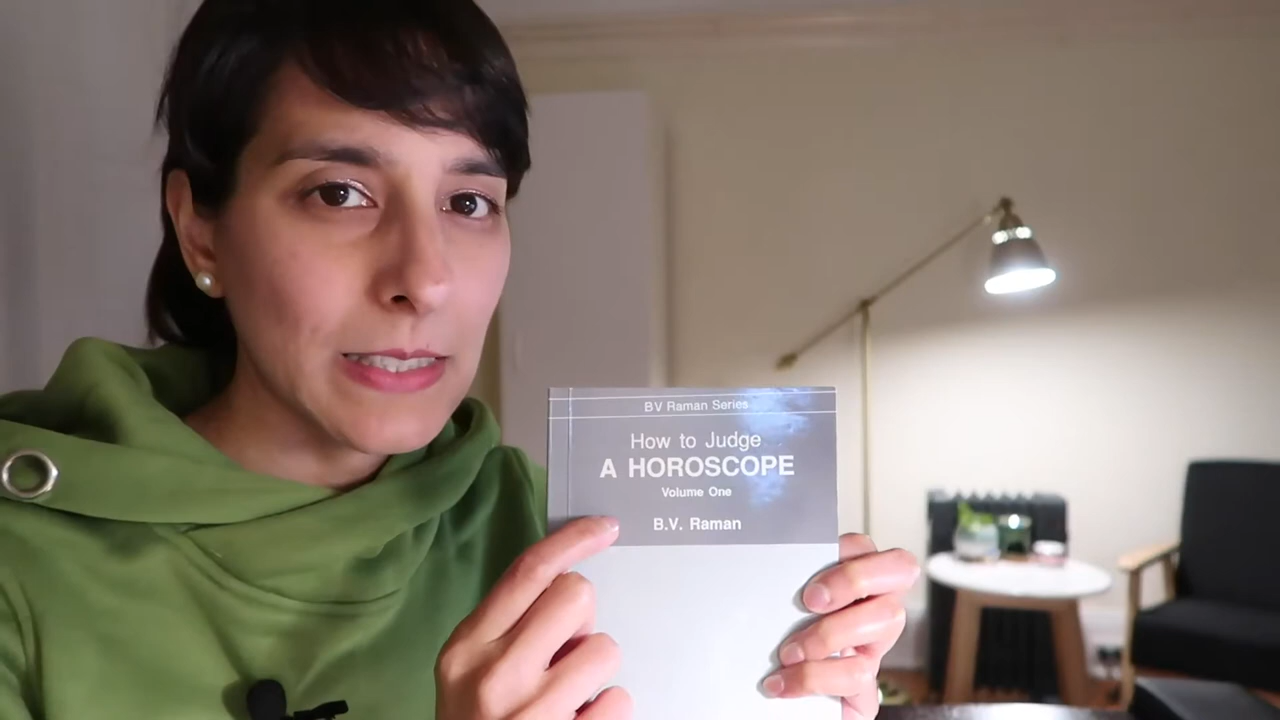 BV Raman Series
How to Judge
A HOROSCOPE
Volume One
B.V. Raman